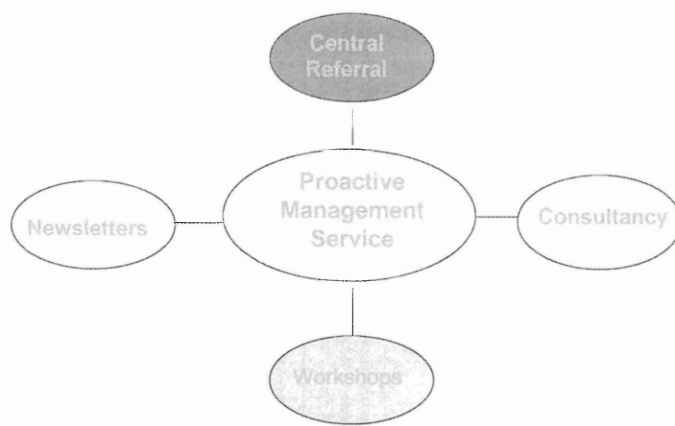 Central
Referral
Proactive
Management
Service
Newsletters
Consultancy
Workshops